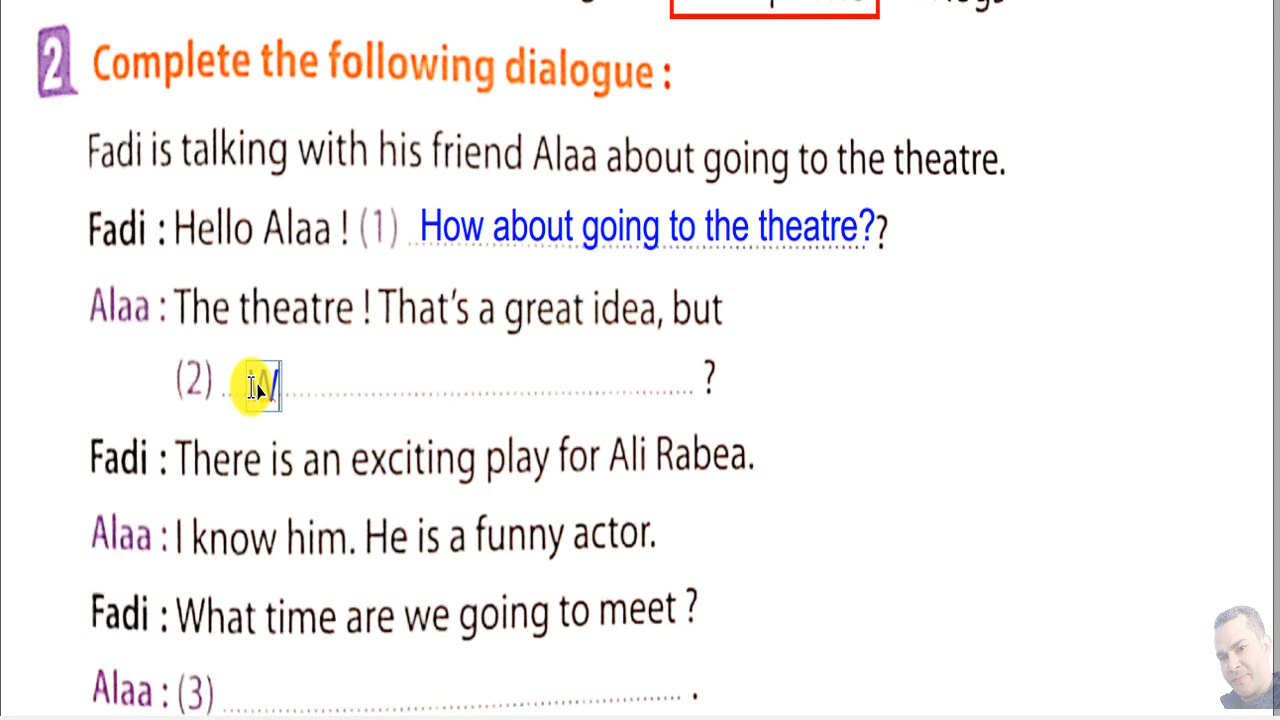 2 Complete the following dialogue :
Fadi is talking with his friend Alaa about going to the theatre.
Fadi : Hello Alaa ! (1) How about going to the theatre??
Alaa : The theatre ! That's a great idea, but
(2) W ?
Fadi : There is an exciting play for Ali Rabea.
Alaa : I know him. He is a funny actor.
Fadi : What time are we going to meet ?
Alaa : (3) .